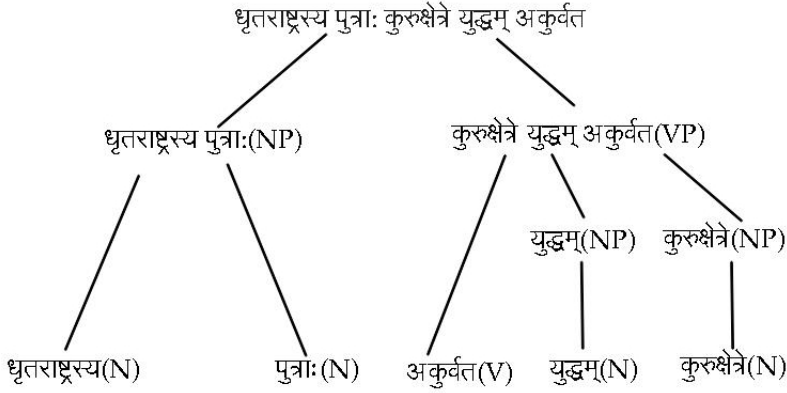 धृतराष्ट्रस्य पुत्रा: कुरुक्षेत्रे युद्धम् अकुर्वत
धृतराष्ट्रस्य पुत्रा:(NP) कुरुक्षेत्रे युद्धम् अकुर्वत(VP)
युद्धम्(NP) कुरुक्षेत्रे(NP)
धृतराष्ट्रस्य(N) पुत्राः(N) अकुर्वत(V) युद्धम्(N) कुरुक्षेत्रे(N)